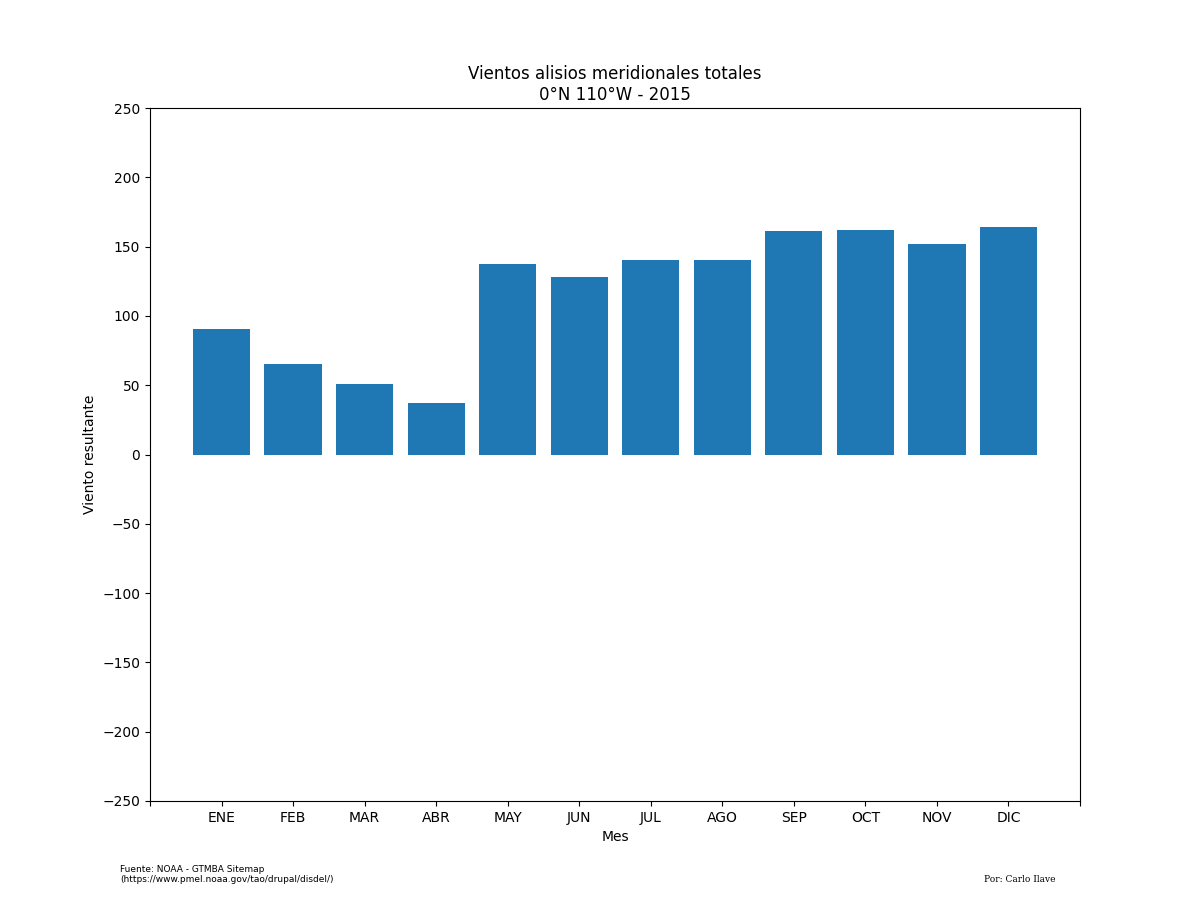 Vientos alisios meridionales totales
0°N 110°W - 2015
250
200
150
100
50
0
−50
−100
−150
−200
−250
Viento resultante
ENE FEB MAR ABR MAY JUN JUL AGO SEP OCT NOV DIC
Mes
Fuente: NOAA - GTMBA Sitemap
(https://www.pmel.noaa.gov/tao/drupal/disdel/)
Por: Carlo Ilave